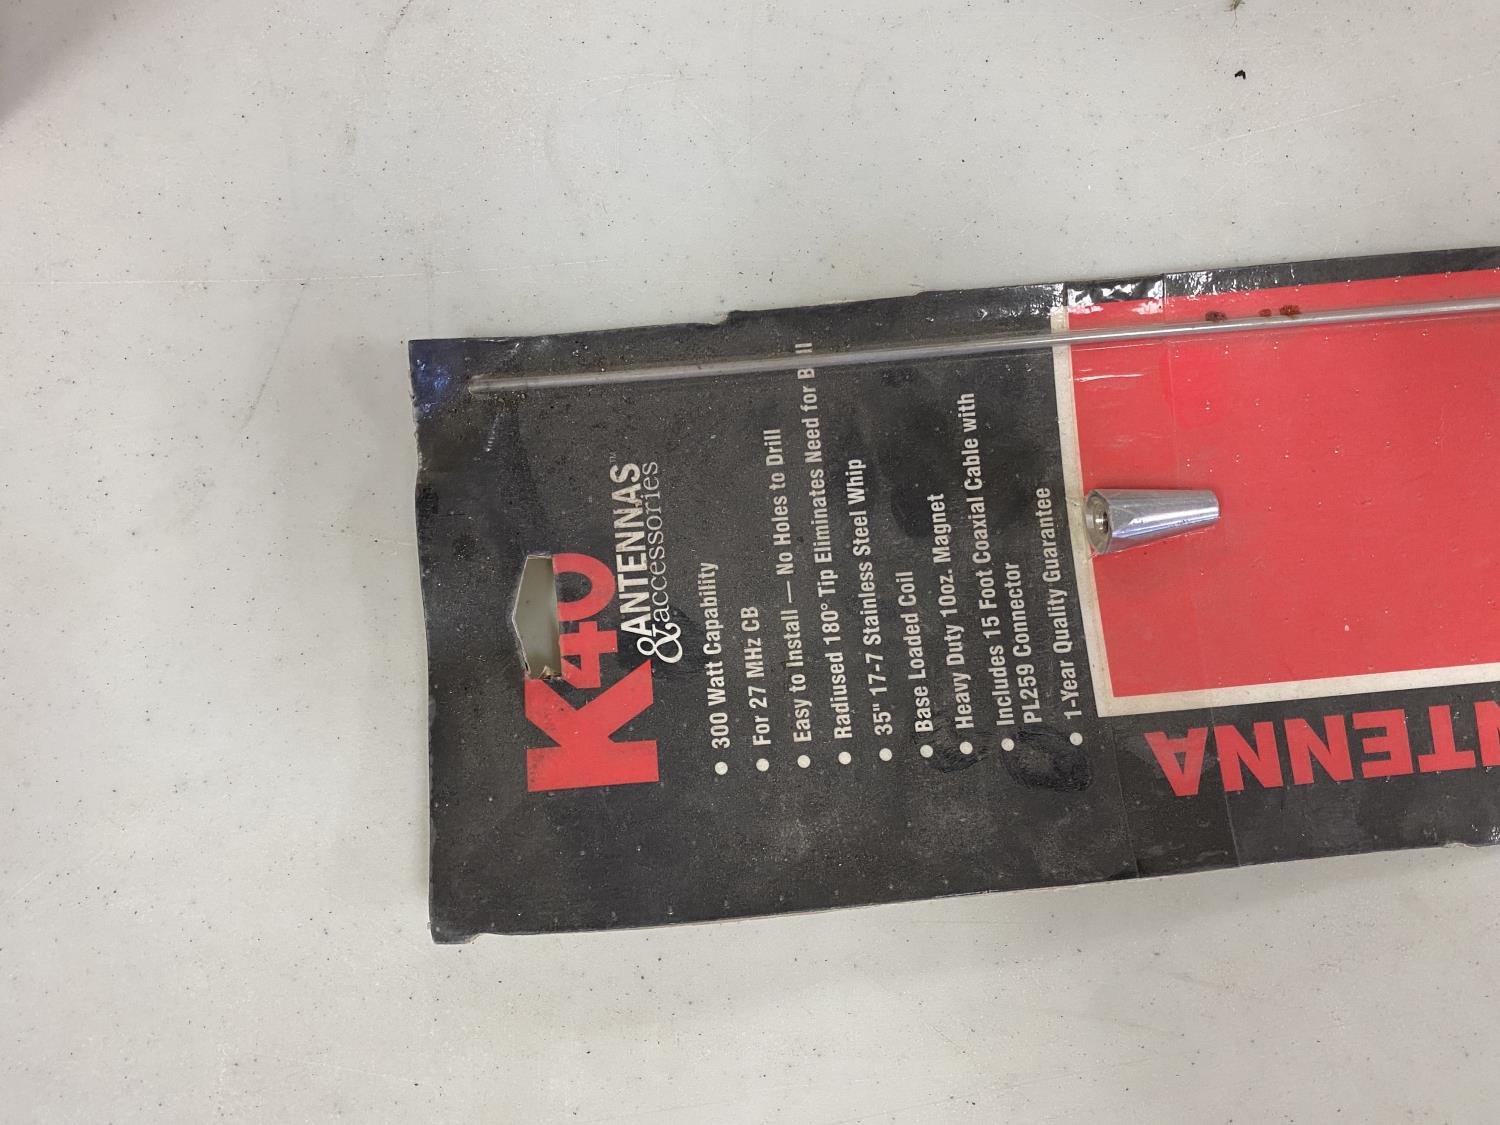 K40
ANTENNAS™
& accessories
• 300 Watt Capability
• For 27 MHz CB
• Easy to Install — No Holes to Drill
• Radiused 180° Tip Eliminates Need for
• 35" 17-7 Stainless Steel Whip
• Base Loaded Coil
• Heavy Duty 10oz. Magnet
• Includes 15 Foot Coaxial Cable with
PL259 Connector
• 1-Year Quality Guarantee
ANTENNA